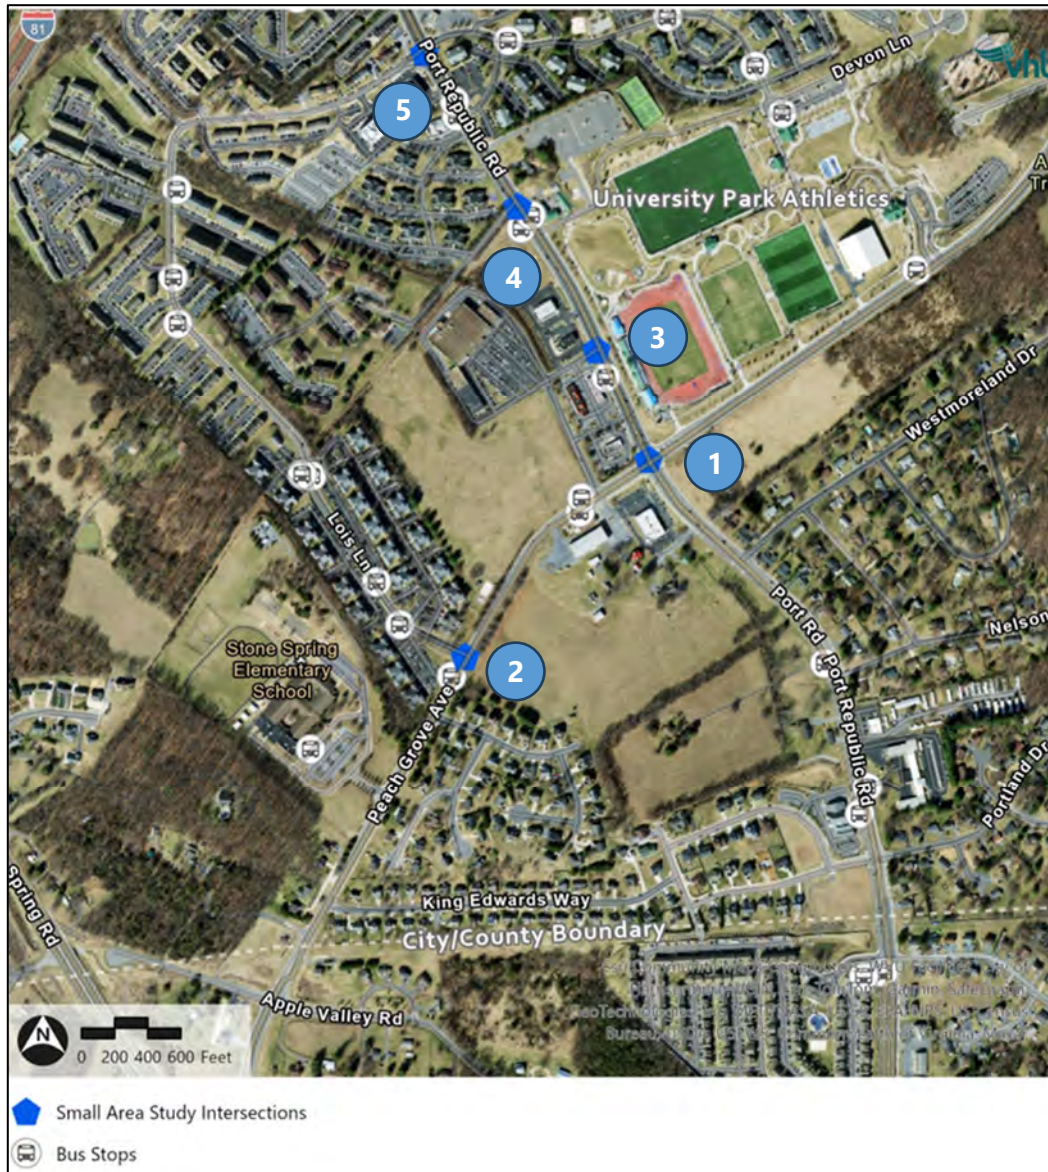 81
Port Republic Rd
Devon Ln
vhb
5
University Park Athletics
4
3
Westmoreland Dr
1
Lois Ln
Port Rd
Nelson
Stone Spring
Elementary
School
2
Port Republic Rd
Peach Grove Ave
Portland Dr
Spring Rd
King Edwards Way
City/County Boundary
Apple Valley Rd
N
0 200 400 600 Feet
Small Area Study Intersections
Bus Stops